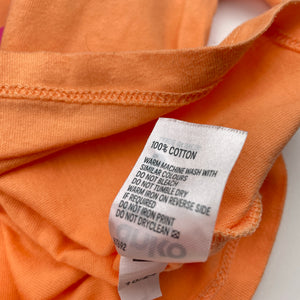 100% COTTON
WARM MACHINE WASH WITH
SIMILAR COLOURS
DO NOT BLEACH
DO NOT TUMBLE DRY
WARM IRON ON REVERSE SIDE
IF REQUIRED
DO NOT IRON PRINT
DO NOT DRYCLEAN